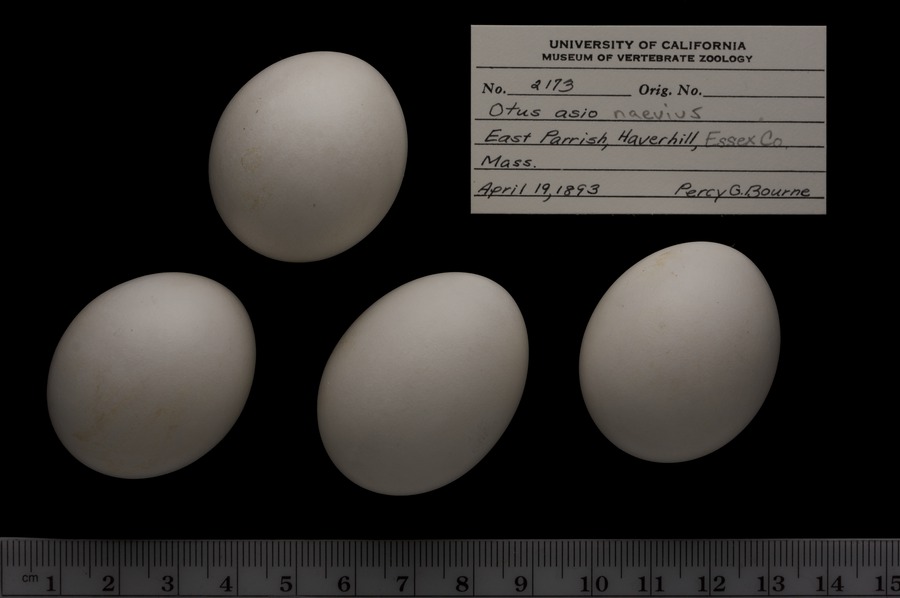 UNIVERSITY OF CALIFORNIA
MUSEUM OF VERTEBRATE ZOOLOGY
No. 2173 Orig. No.
Otus asio naevius
East Parrish, Haverhill, Essex Co.
Mass.
April 19, 1893 Percy G. Bourne
cm 1 2 3 4 5 6 7 8 9 10 11 12 13 14 15